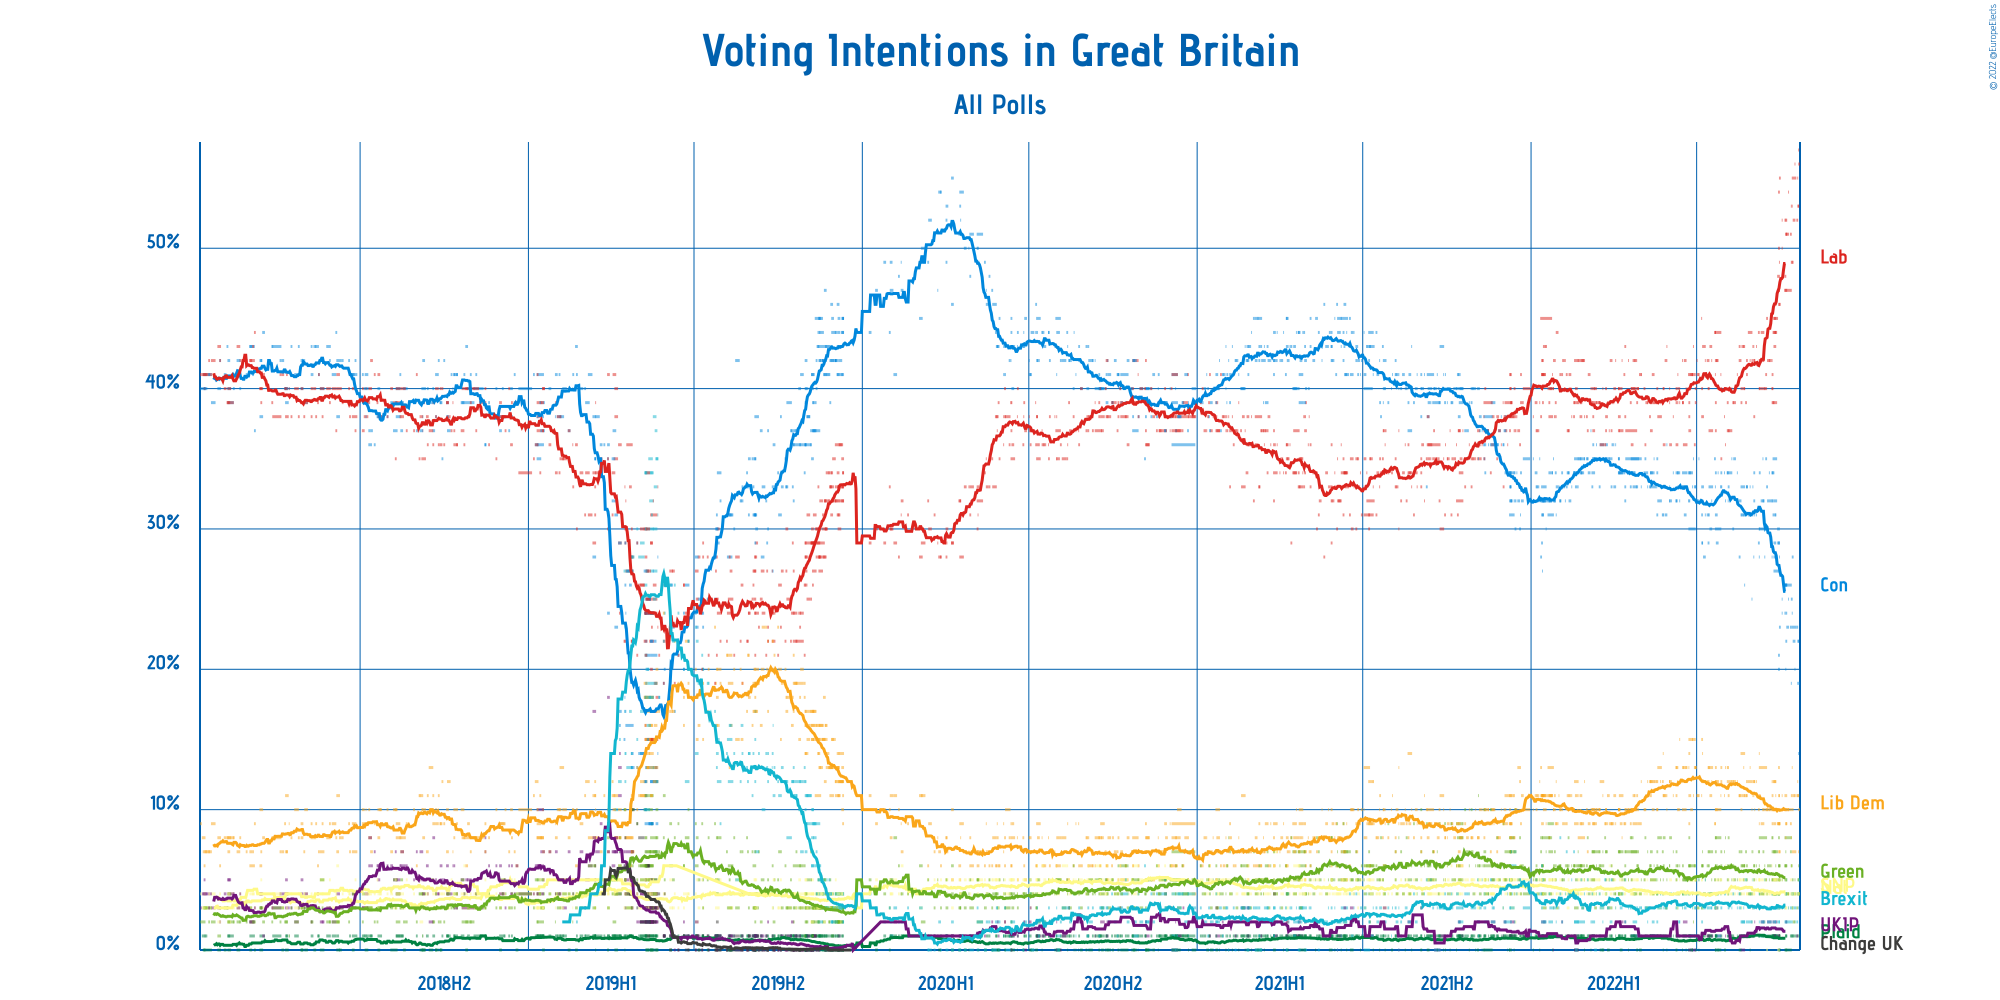 © 2022 @EuropeElects
Voting Intentions in Great Britain
All Polls
50%
40%
30%
20%
10%
0%
Lab
Con
Lib Dem
Green
SNP
Brexit
UKIP
Plaid
Change UK
2018H2
2019H1
2019H2
2020H1
2020H2
2021H1
2021H2
2022H1